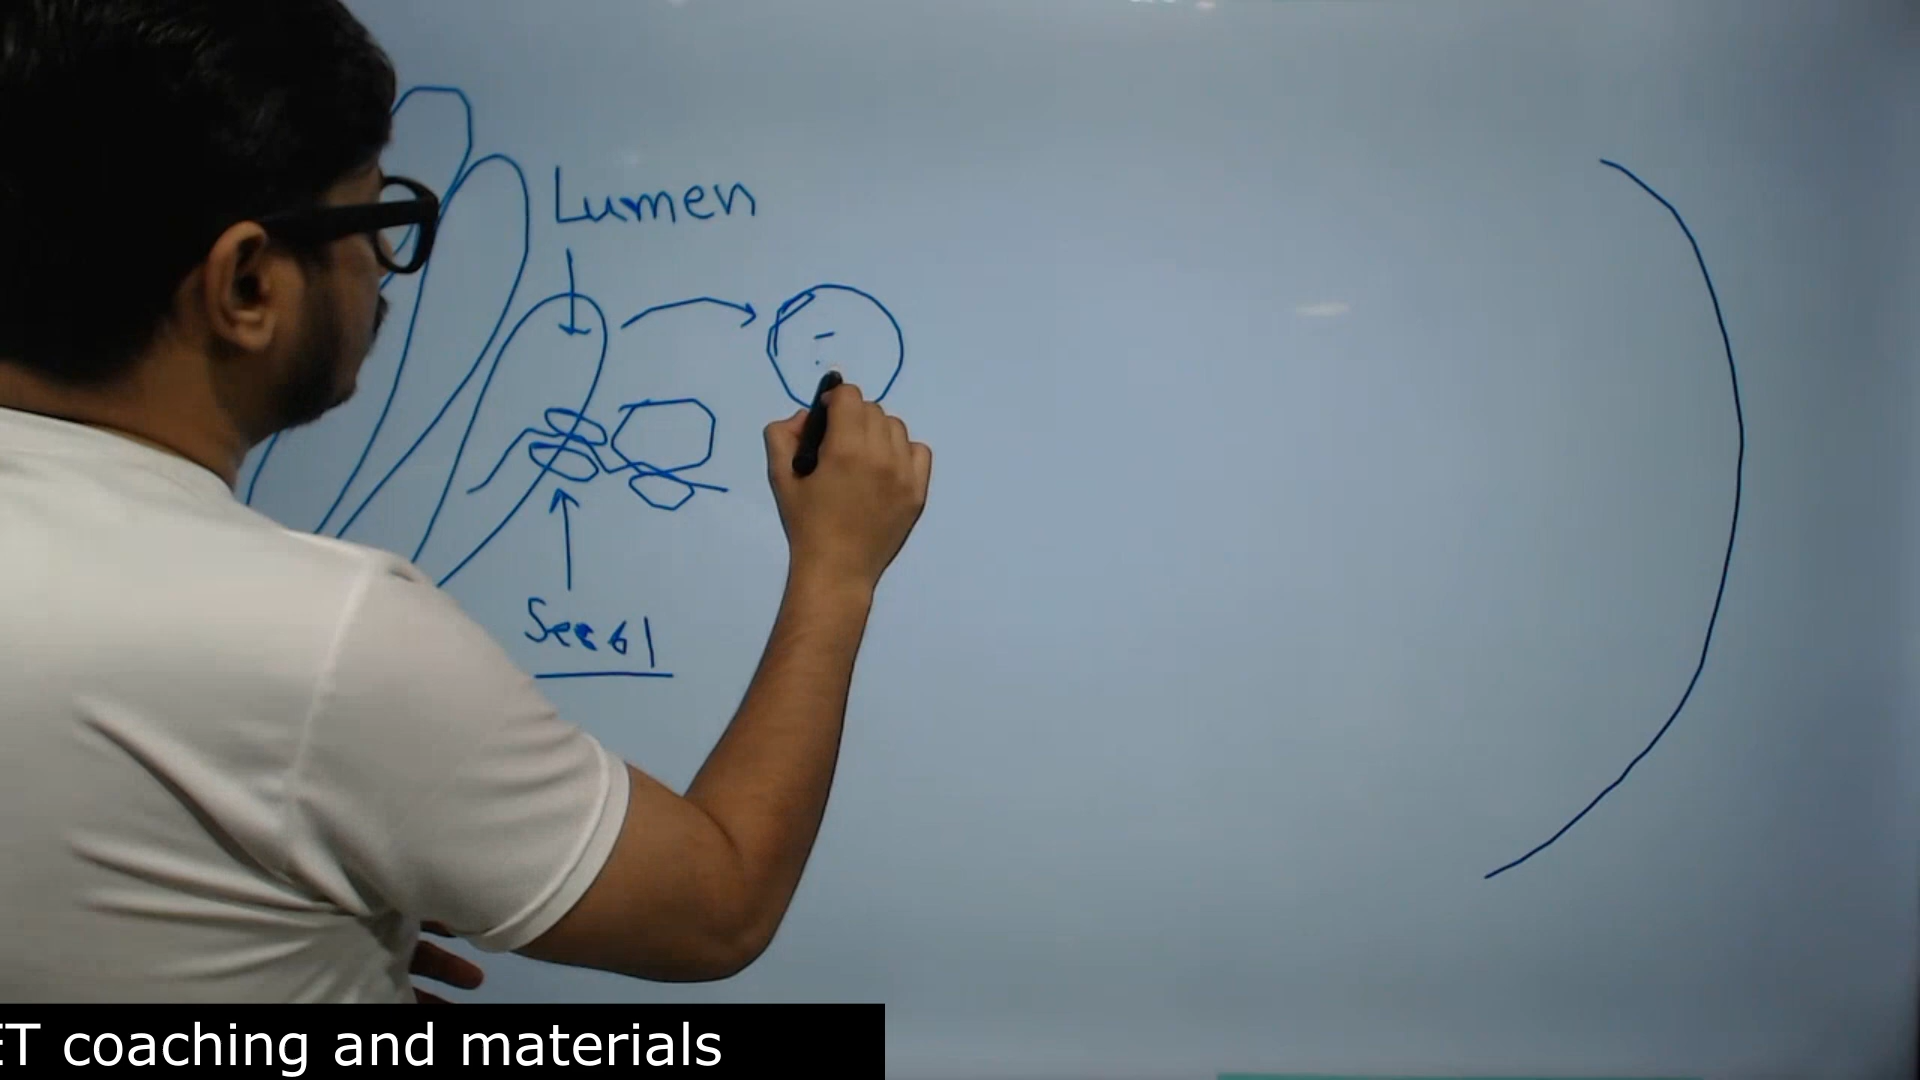 Lumen
Sec61
ET coaching and materials